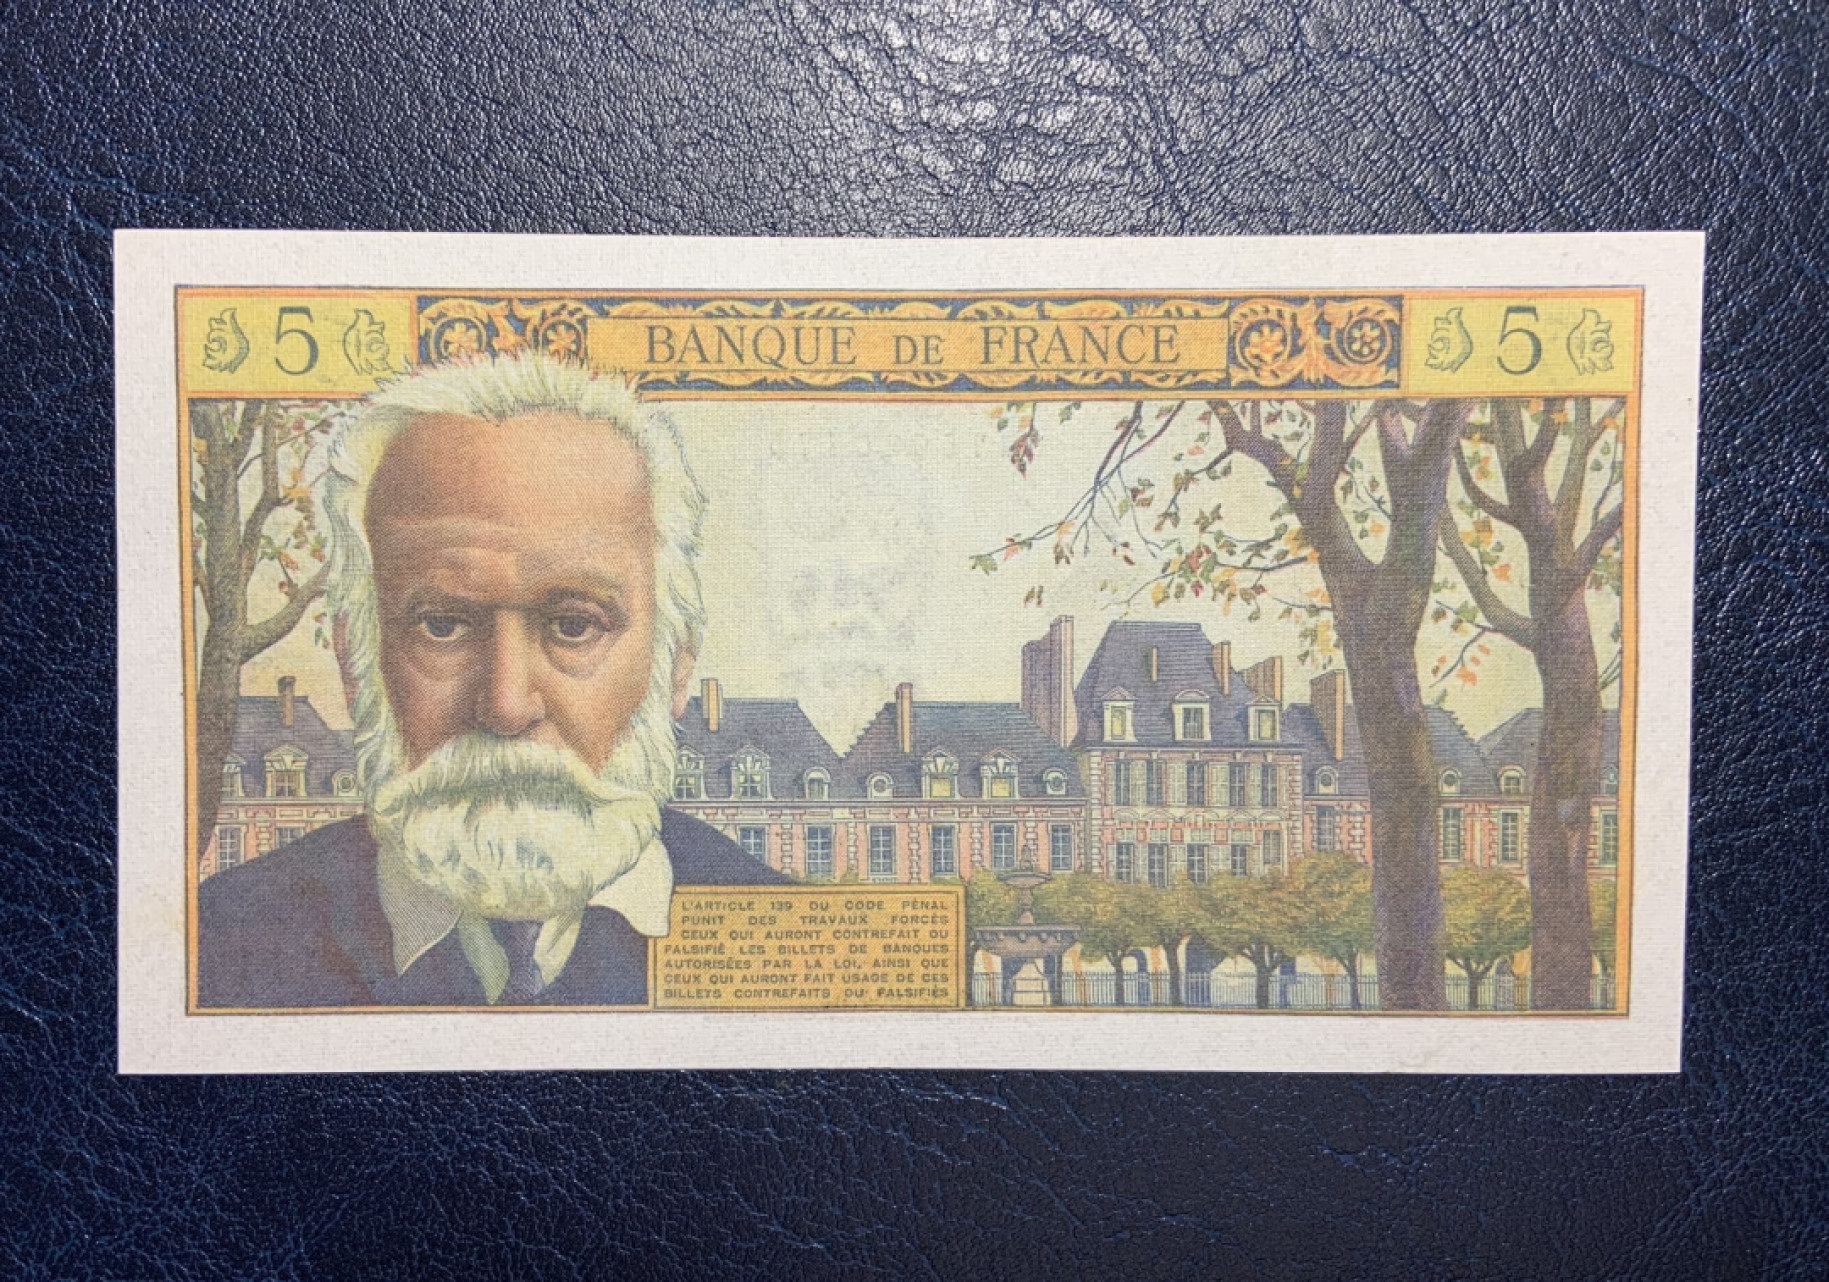 5 BANQUE DE FRANCE 5
L'ARTICLE 139 DU CODE PÉNAL
PUNIT DES TRAVAUX FORCÉS
CEUX QUI AURONT CONTREFAIT OU
FALSIFIÉ LES BILLETS DE BANQUES
AUTORISÉES PAR LA LOI, AINSI QUE
CEUX QUI AURONT FAIT USAGE DE CES
BILLETS CONTREFAITS OU FALSIFIÉS